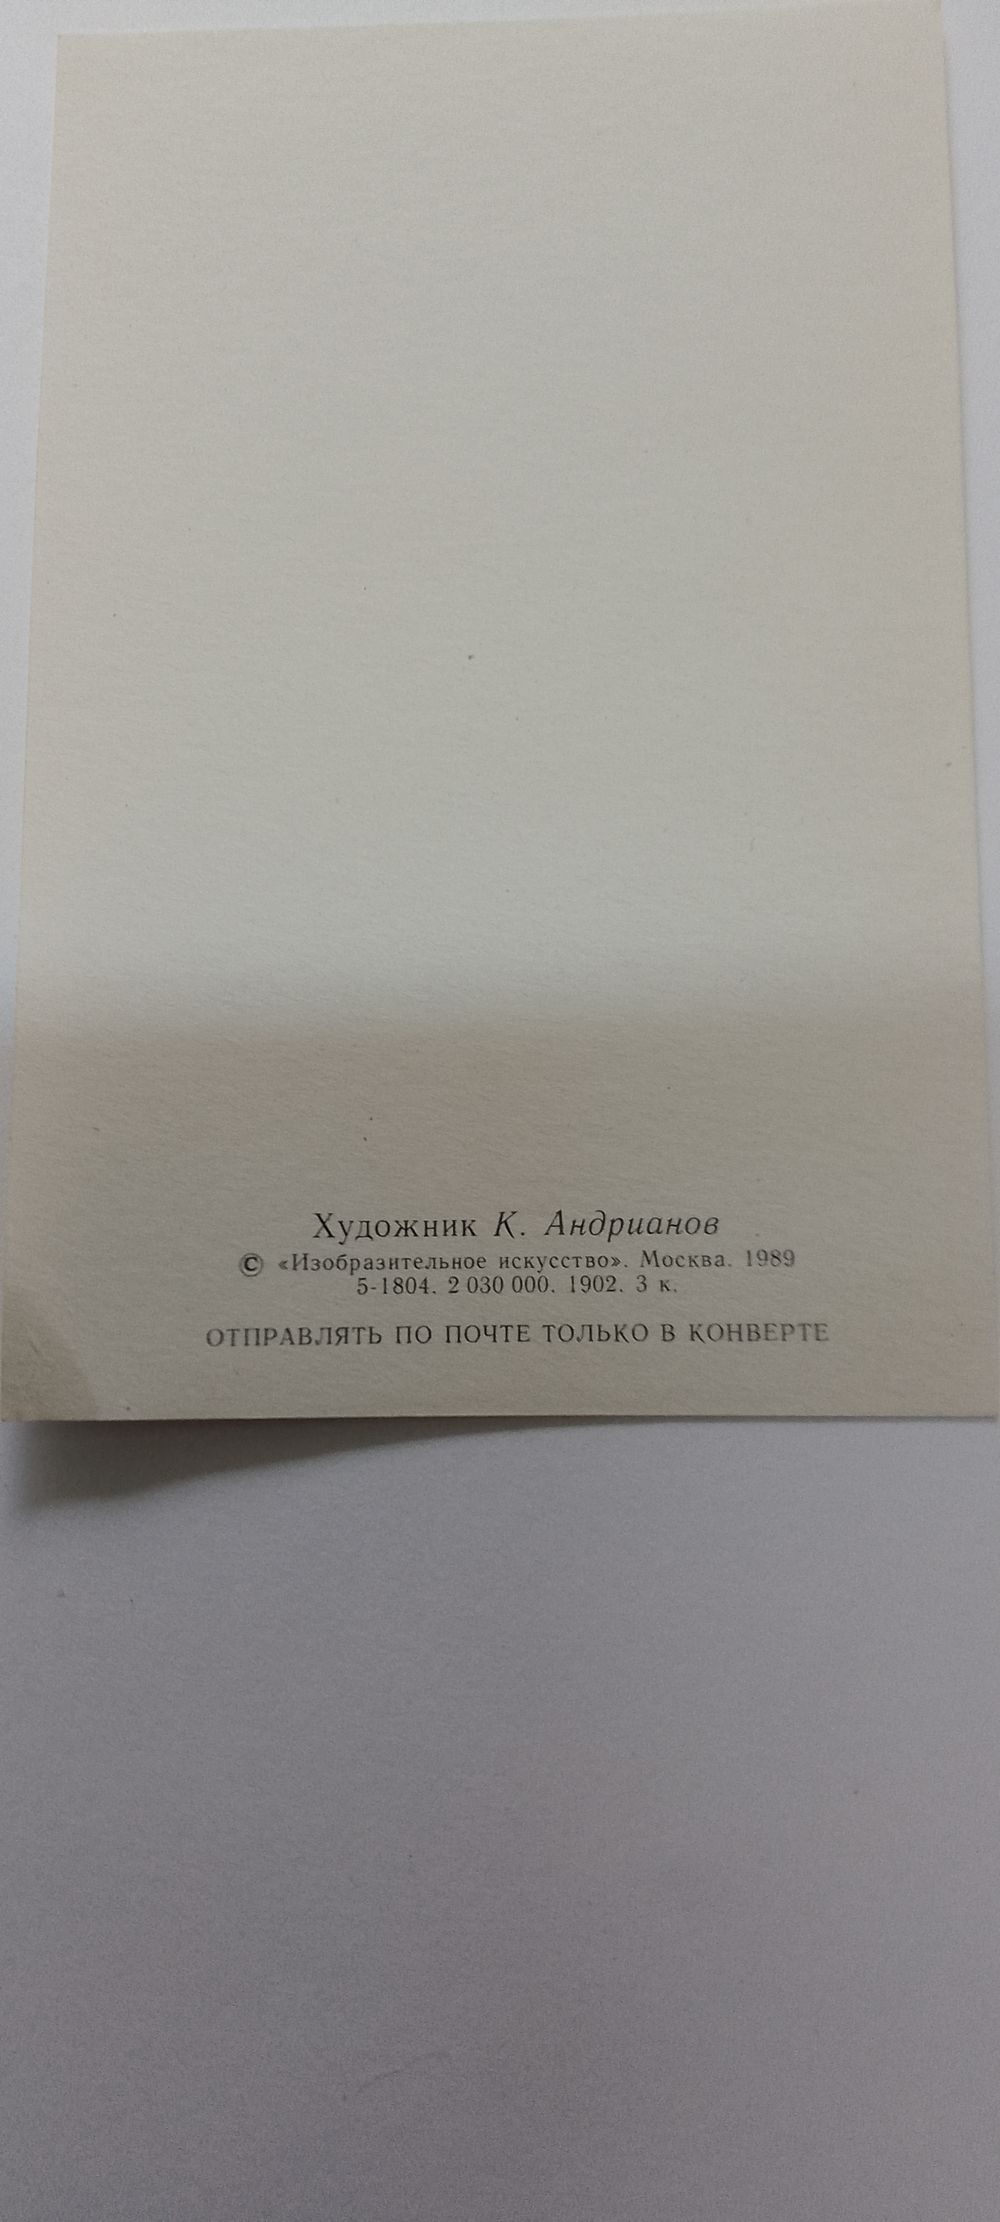 Художник К. Андрианов
© «Изобразительное искусство». Москва. 1989
5-1804. 2 030 000. 1902. 3 к.
ОТПРАВЛЯТЬ ПО ПОЧТЕ ТОЛЬКО В КОНВЕРТЕ